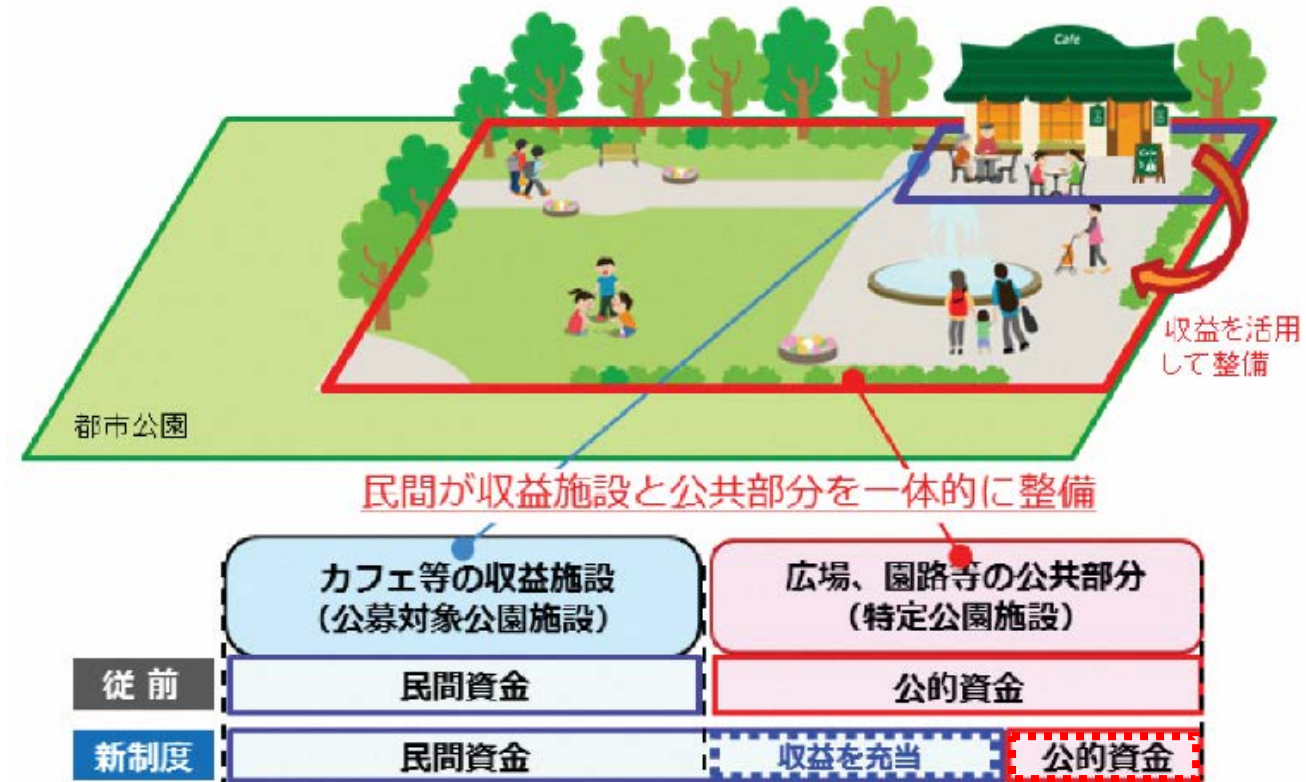 Cafe
Cafe
収益を活用
して整備
都市公園
民間が収益施設と公共部分を一体的に整備
カフェ等の収益施設
（公募対象公園施設）
広場、園路等の公共部分
（特定公園施設）
従前
民間資金
公的資金
新制度
民間資金
収益を充当
公的資金